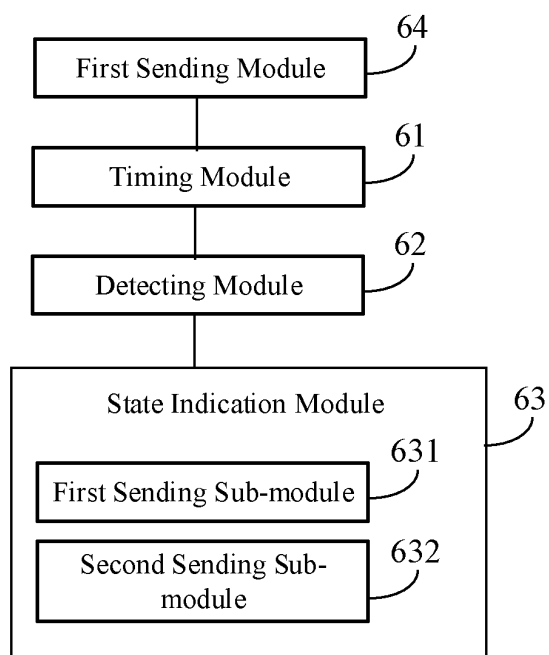 64
First Sending Module
61
Timing Module
62
Detecting Module
State Indication Module
63
631
First Sending Sub-module
632
Second Sending Sub-
module